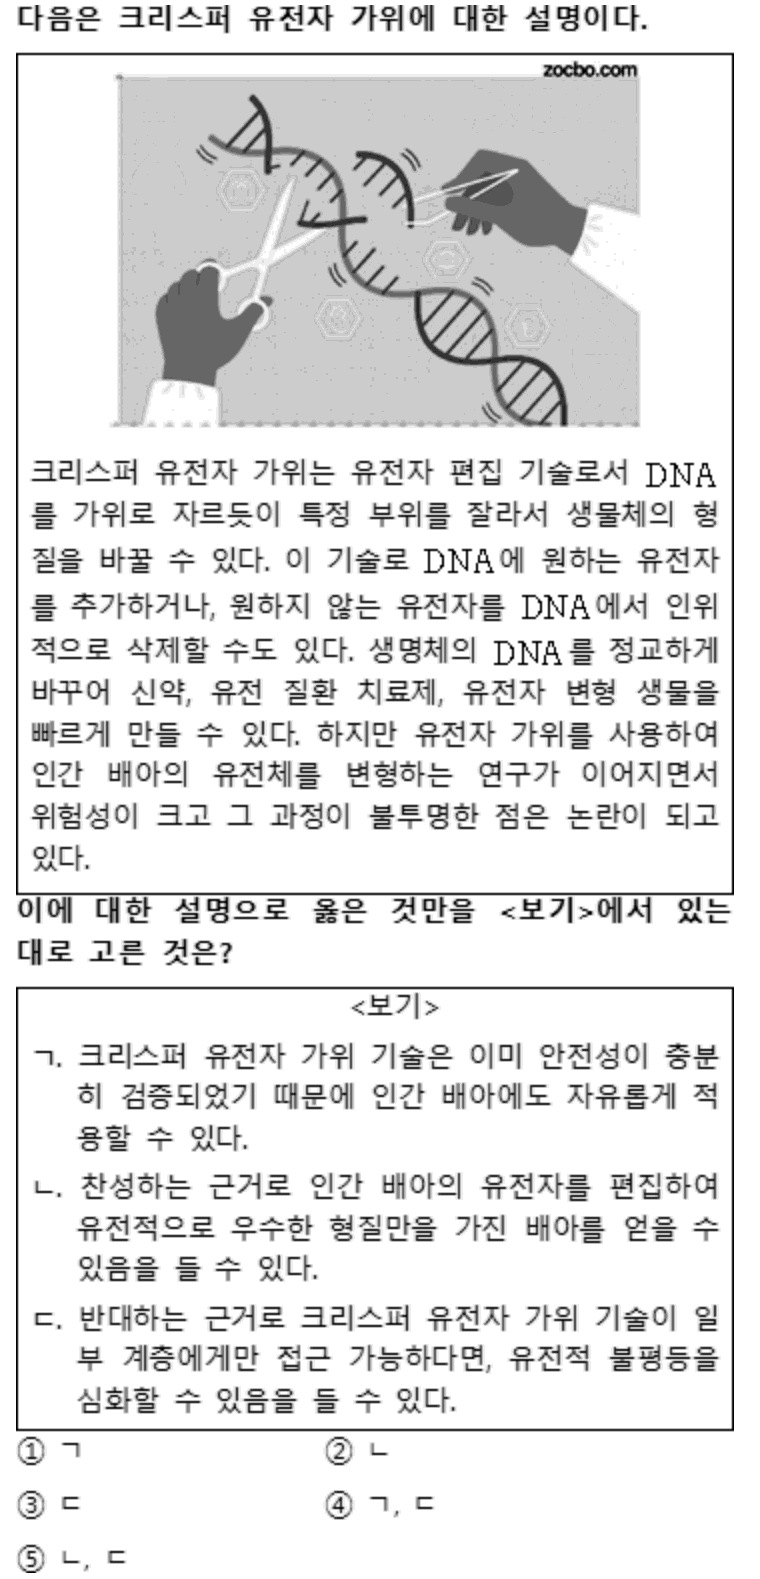 다음은 크리스퍼 유전자 가위에 대한 설명이다.
zocbo.com
크리스퍼 유전자 가위는 유전자 편집 기술로서 DNA
를 가위로 자르듯이 특정 부위를 잘라서 생물체의 형
질을 바꿀 수 있다. 이 기술로 DNA에 원하는 유전자
를 추가하거나, 원하지 않는 유전자를 DNA에서 인위
적으로 삭제할 수도 있다. 생명체의 DNA를 정교하게
바꾸어 신약, 유전 질환 치료제, 유전자 변형 생물을
빠르게 만들 수 있다. 하지만 유전자 가위를 사용하여
인간 배아의 유전체를 변형하는 연구가 이어지면서
위험성이 크고 그 과정이 불투명한 점은 논란이 되고
있다.
이에 대한 설명으로 옳은 것만을 <보기>에서 있는
대로 고른 것은?
<보기>
ㄱ. 크리스퍼 유전자 가위 기술은 이미 안전성이 충분
히 검증되었기 때문에 인간 배아에도 자유롭게 적
용할 수 있다.
ㄴ. 찬성하는 근거로 인간 배아의 유전자를 편집하여
유전적으로 우수한 형질만을 가진 배아를 얻을 수
있음을 들 수 있다.
ㄷ. 반대하는 근거로 크리스퍼 유전자 가위 기술이 일
부 계층에게만 접근 가능하다면, 유전적 불평등을
심화할 수 있음을 들 수 있다.
① ㄱ ② ㄴ
③ ㄷ ④ ㄱ, ㄷ
⑤ ㄴ, ㄷ